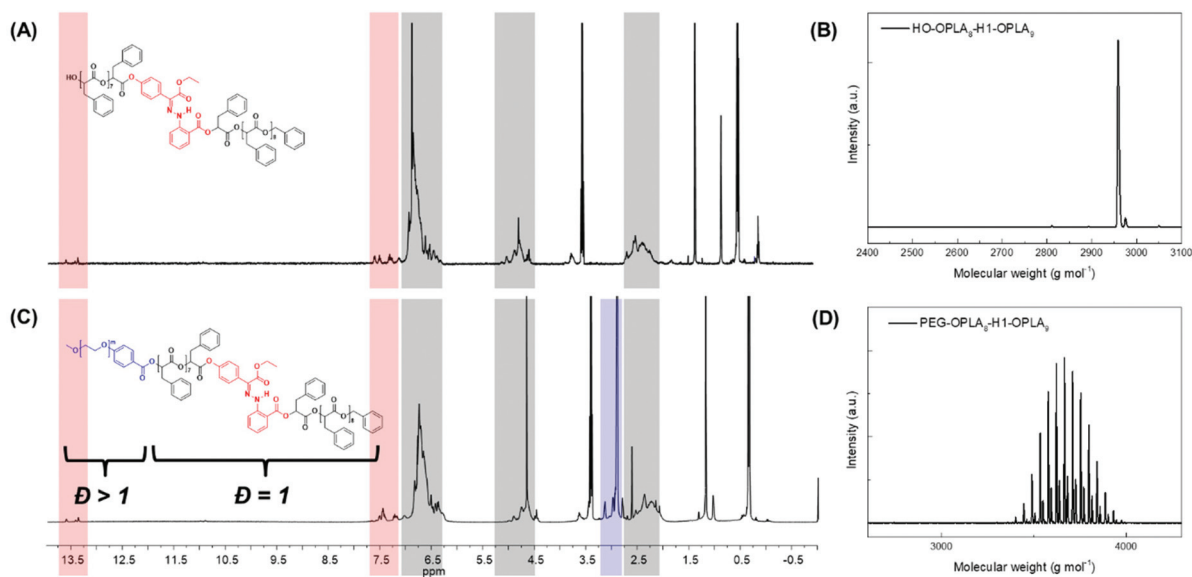 (A)
(B)
HO-OPLA₈-H1-OPLA₉
Intensity (a.u.)
2400 2500 2600 2700 2800 2900 3000 3100
Molecular weight (g mol⁻¹)
(C)
Đ > 1
Đ = 1
13.5 12.5 11.5 10.5 9.5 8.5 7.5 6.5 5.5 4.5 3.5 2.5 1.5 0.5 -0.5
ppm
(D)
PEG-OPLA₈-H1-OPLA₉
Intensity (a.u.)
3000 4000
Molecular weight (g mol⁻¹)